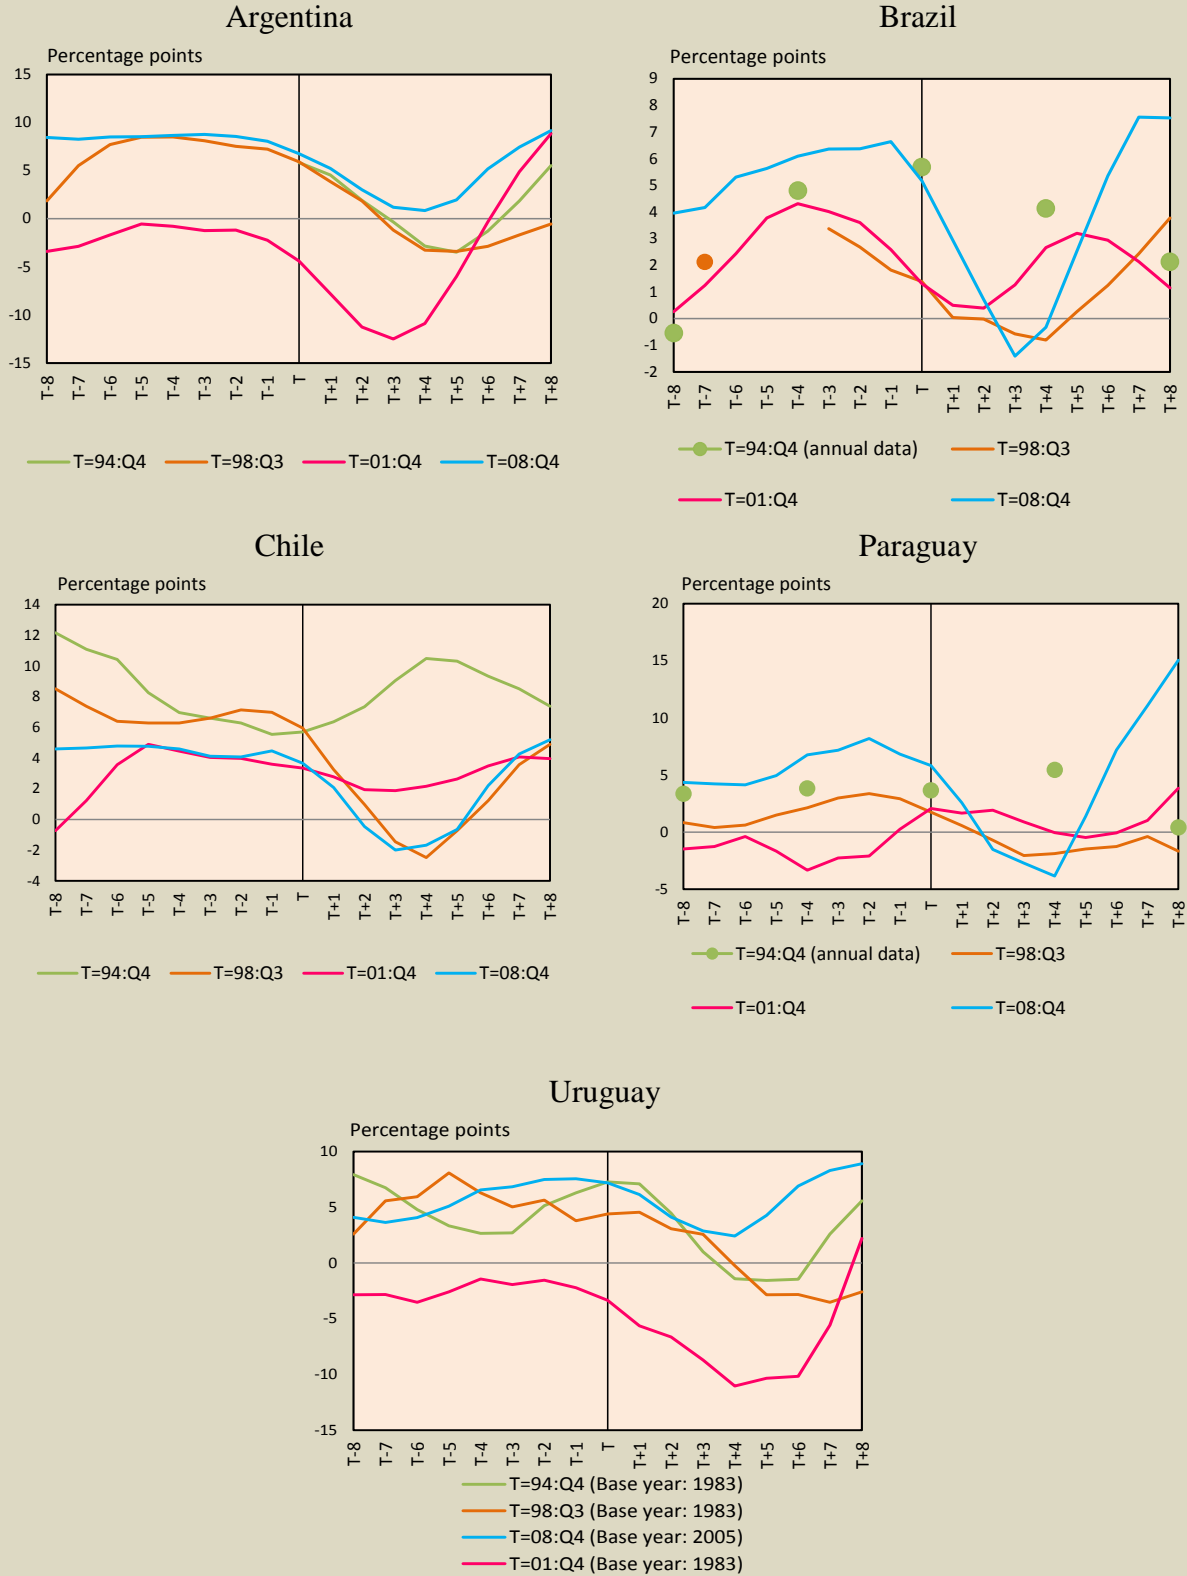 Argentina
Percentage points
15
10
5
0
-5
-10
-15
T-8 T-7 T-6 T-5 T-4 T-3 T-2 T-1 T T+1 T+2 T+3 T+4 T+5 T+6 T+7 T+8
T=94:Q4 T=98:Q3 T=01:Q4 T=08:Q4
Brazil
Percentage points
9
8
7
6
5
4
3
2
1
0
-1
-2
T-8 T-7 T-6 T-5 T-4 T-3 T-2 T-1 T T+1 T+2 T+3 T+4 T+5 T+6 T+7 T+8
T=94:Q4 (annual data) T=98:Q3
T=01:Q4 T=08:Q4
Chile
Percentage points
14
12
10
8
6
4
2
0
-2
-4
T-8 T-7 T-6 T-5 T-4 T-3 T-2 T-1 T T+1 T+2 T+3 T+4 T+5 T+6 T+7 T+8
T=94:Q4 T=98:Q3 T=01:Q4 T=08:Q4
Paraguay
Percentage points
20
15
10
5
0
-5
T-8 T-7 T-6 T-5 T-4 T-3 T-2 T-1 T T+1 T+2 T+3 T+4 T+5 T+6 T+7 T+8
T=94:Q4 (annual data) T=98:Q3
T=01:Q4 T=08:Q4
Uruguay
Percentage points
10
5
0
-5
-10
-15
T-8 T-7 T-6 T-5 T-4 T-3 T-2 T-1 T T+1 T+2 T+3 T+4 T+5 T+6 T+7 T+8
T=94:Q4 (Base year: 1983)
T=98:Q3 (Base year: 1983)
T=08:Q4 (Base year: 2005)
T=01:Q4 (Base year: 1983)